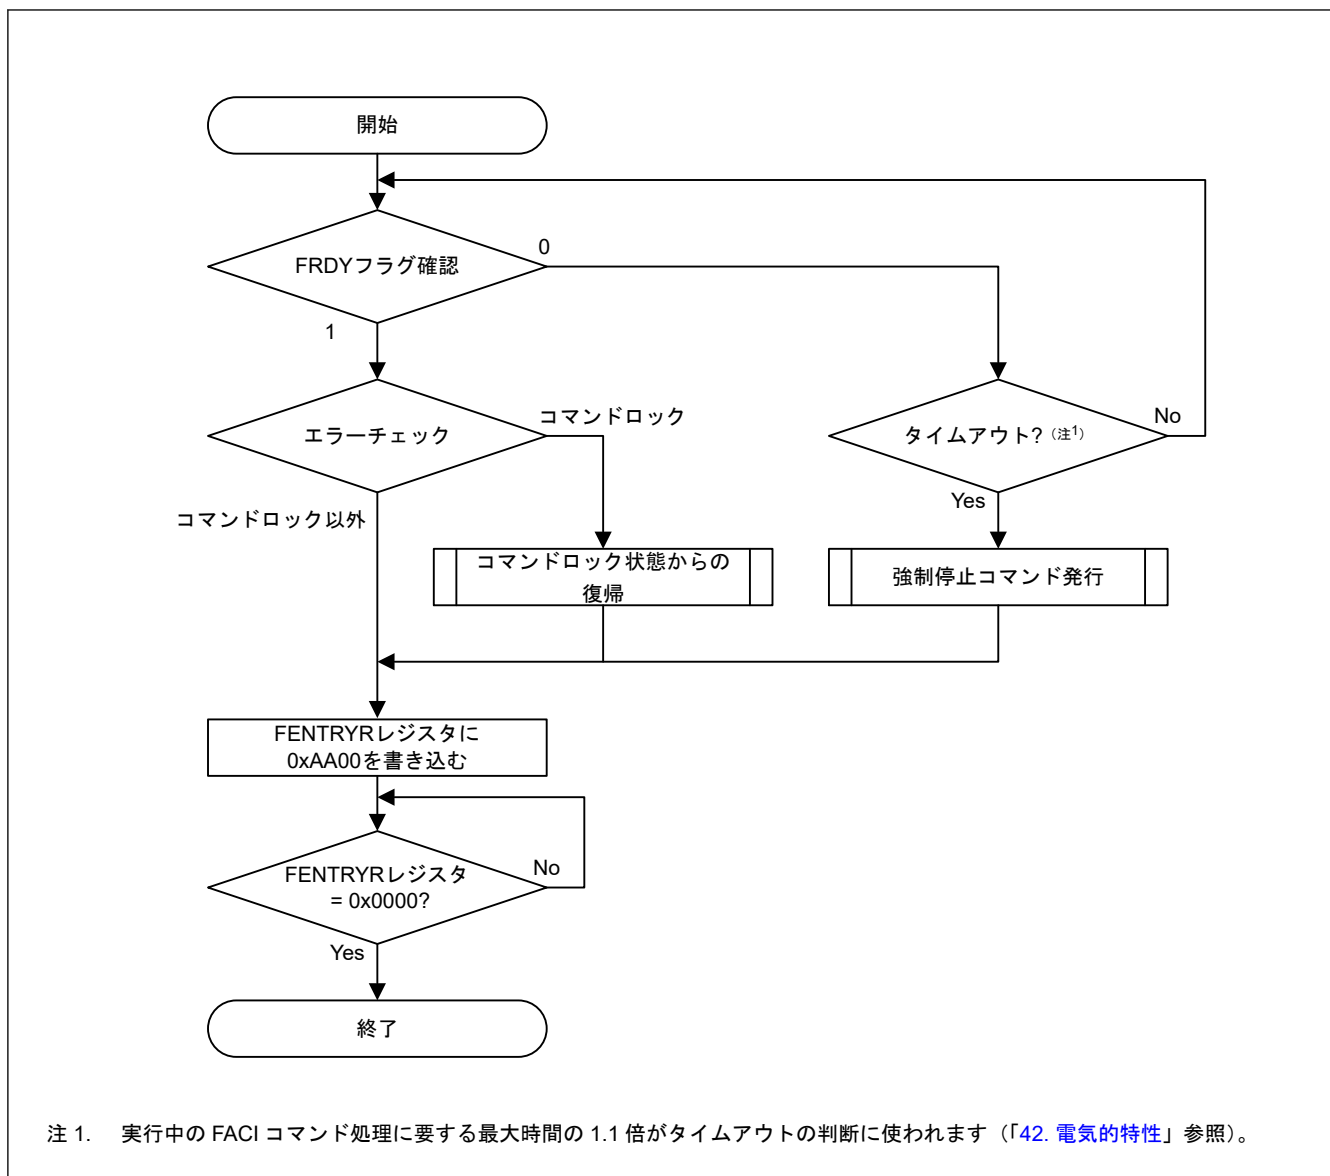 開始
FRDYフラグ確認
0
1
エラーチェック
コマンドロック
タイムアウト? (注1)
No
コマンドロック以外
Yes
コマンドロック状態からの
復帰
強制停止コマンド発行
FENTRYRレジスタに
0xAA00を書き込む
FENTRYRレジスタ
= 0x0000?
No
Yes
終了
注 1. 実行中の FACI コマンド処理に要する最大時間の 1.1 倍がタイムアウトの判断に使われます（「42. 電気的特性」参照）。